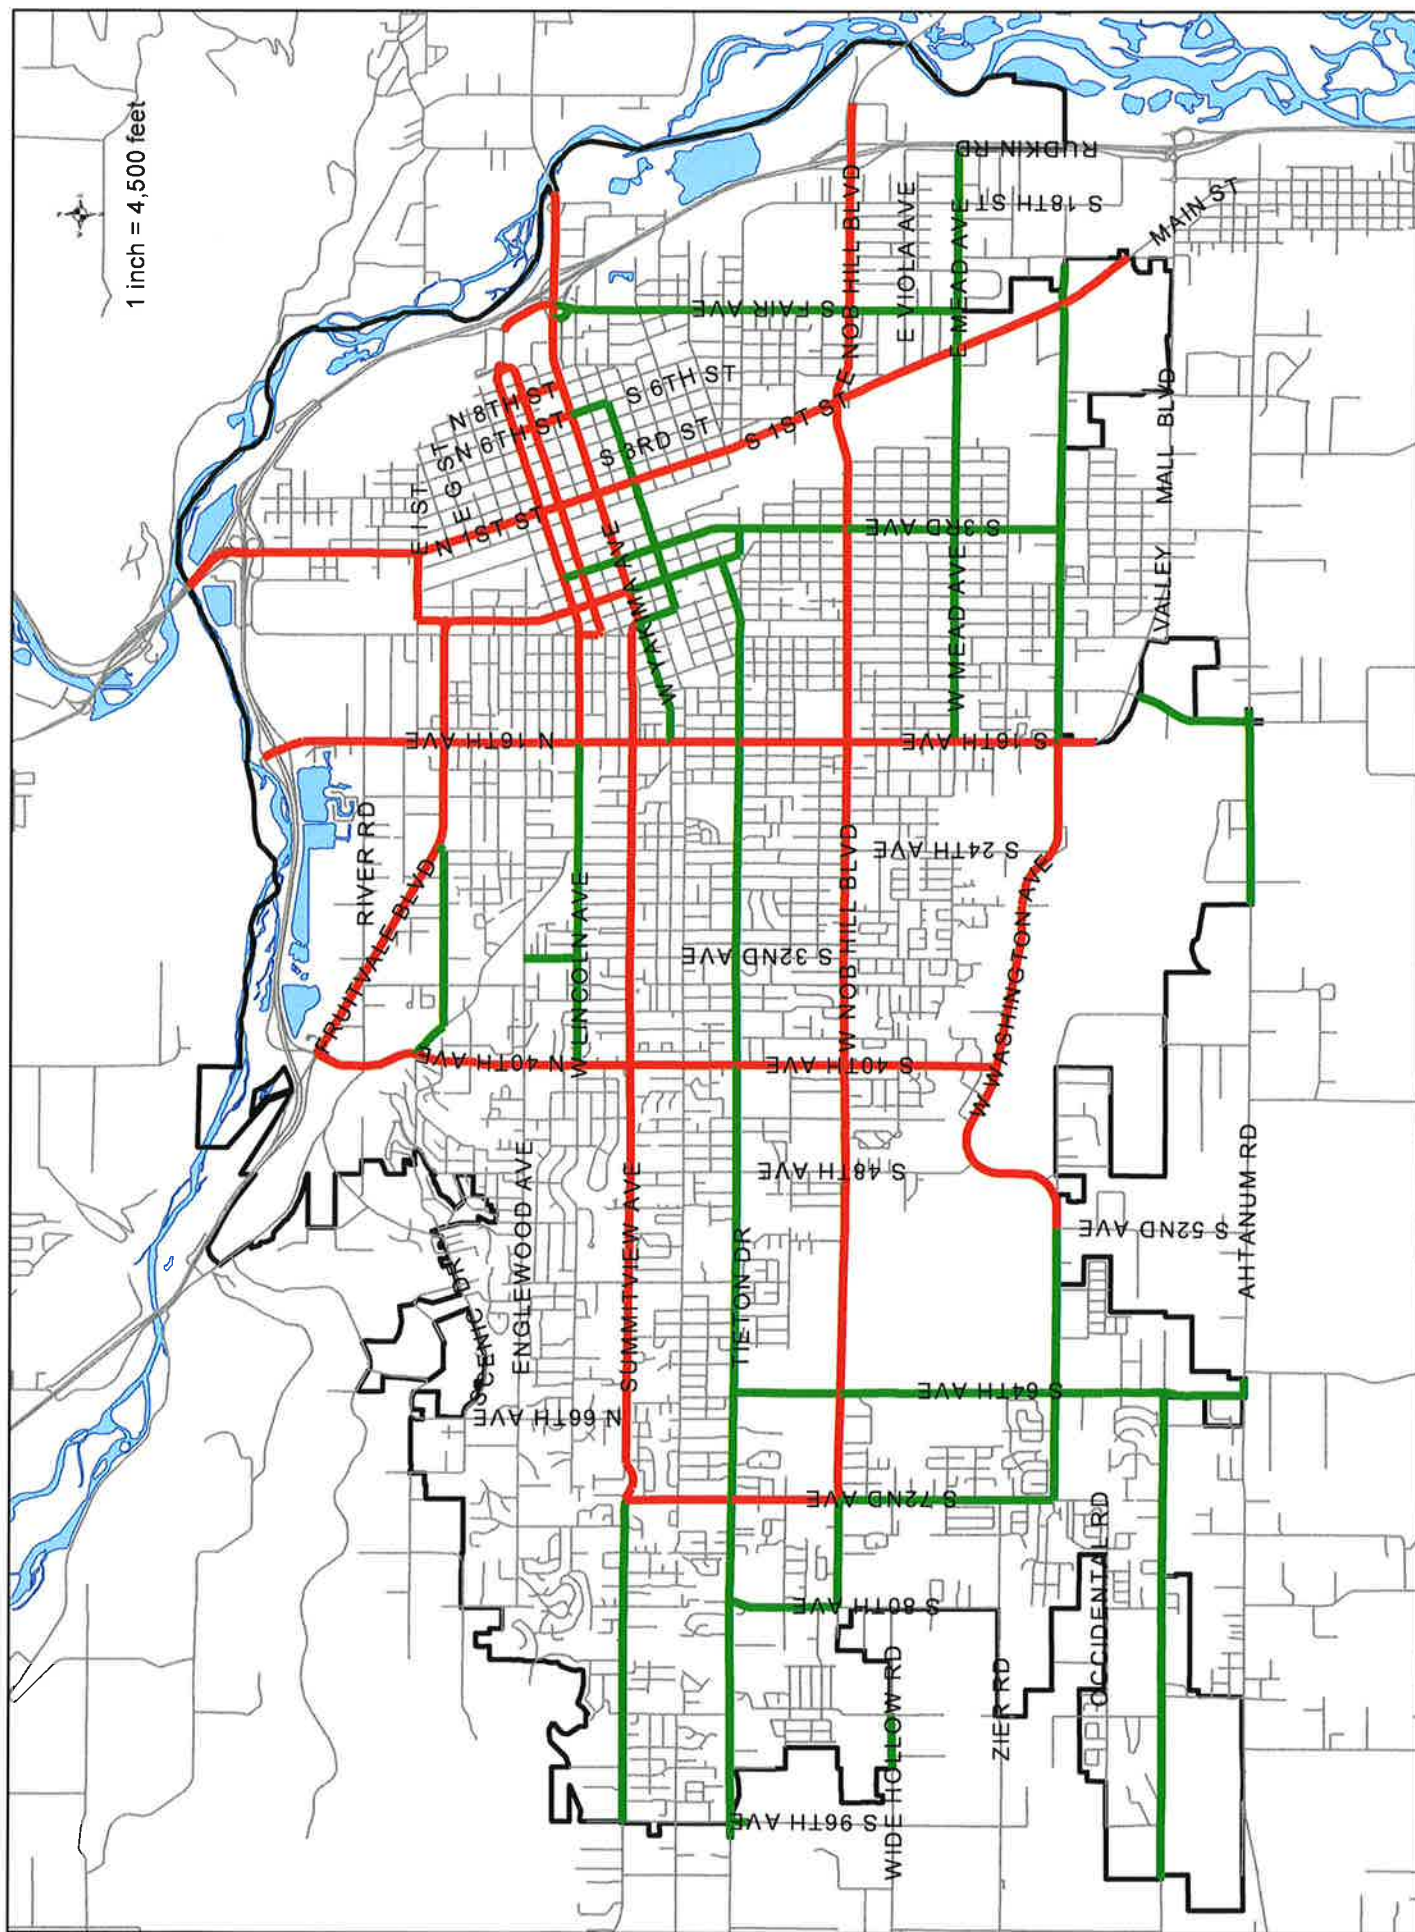 1 inch = 4,500 feet
RUDKIN RD
S 18TH ST
MAIN ST
E NOB HILL BLVD
E VIOLA AVE
E MEAD AVE
S FAIR AVE
N 8TH ST
N 6TH ST
S 6TH ST
S 3RD ST
S 1ST ST
E I ST
E G ST
N 1ST ST
W YAKIMA AVE
S 3RD AVE
W MEAD AVE
VALLEY MALL BLVD
N 16TH AVE
S 16TH AVE
RIVER RD
FRUITVALE BLVD
W LINCOLN AVE
S 24TH AVE
S 32ND AVE
W NOB HILL BLVD
W WASHINGTON AVE
N 40TH AVE
S 40TH AVE
S 48TH AVE
ENGLEWOOD AVE
SUMMITVIEW AVE
TIETON DR
S 52ND AVE
AHTANUM RD
SCENIC DR
N 66TH AVE
S 64TH AVE
S 72ND AVE
OCCIDENTAL RD
S 80TH AVE
WIDE HOLLOW RD
ZIER RD
S 96TH AVE